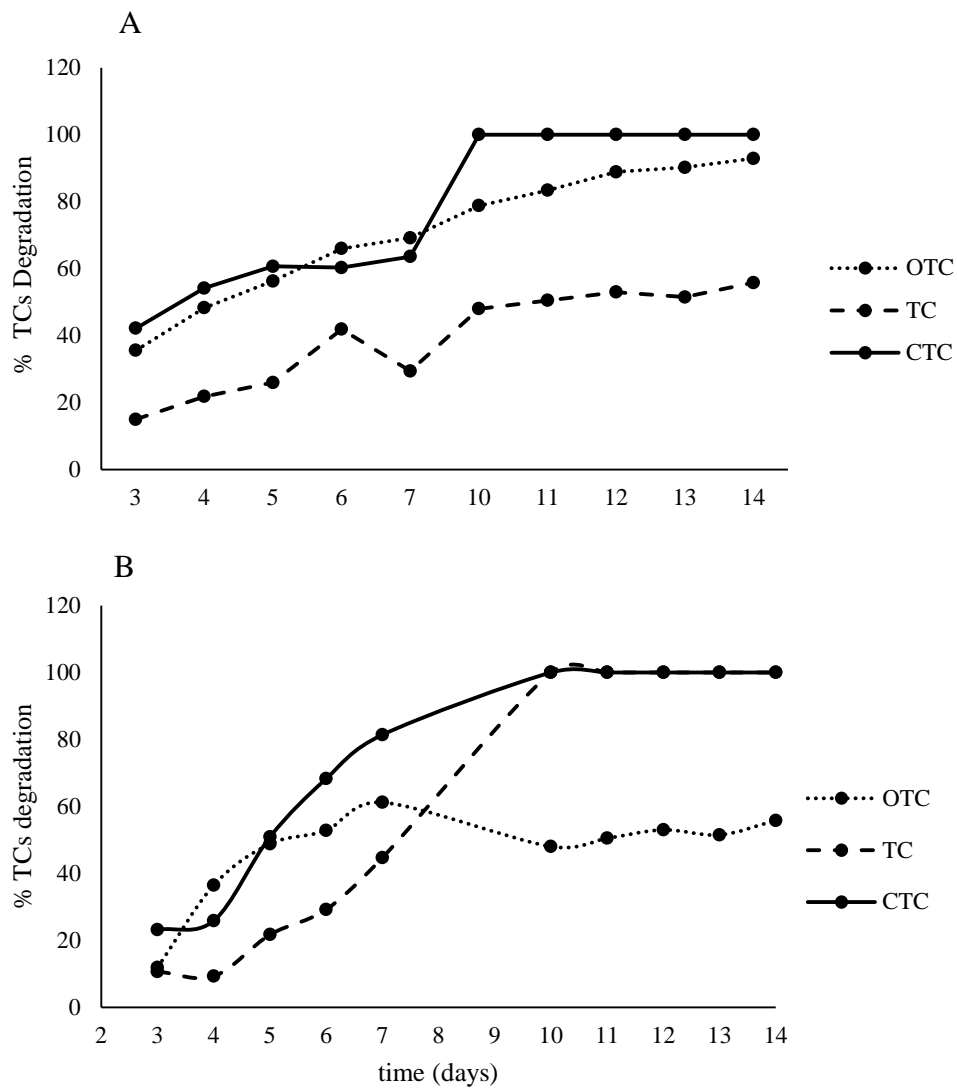 A
120
100
80
60
40
20
0
% TCs Degradation
3 4 5 6 7 10 11 12 13 14
OTC
TC
CTC
B
120
100
80
60
40
20
0
% TCs degradation
2 3 4 5 6 7 8 9 10 11 12 13 14
time (days)
OTC
TC
CTC